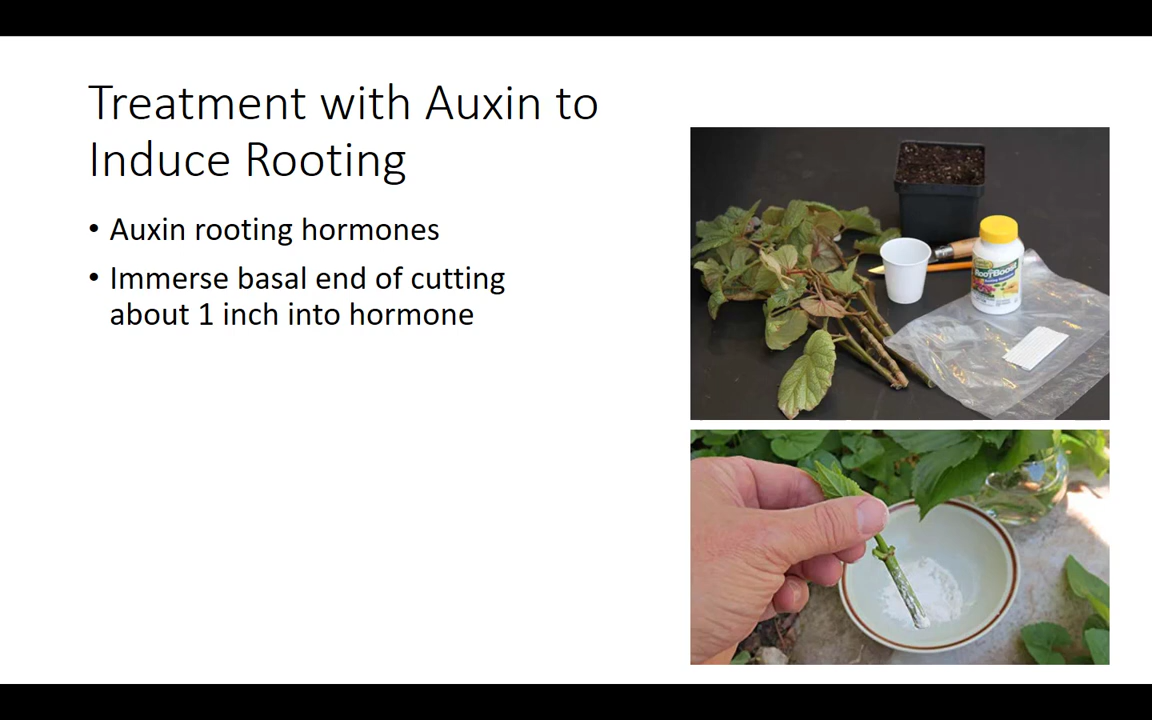 Treatment with Auxin to
Induce Rooting
• Auxin rooting hormones
• Immerse basal end of cutting
about 1 inch into hormone
RootBoost